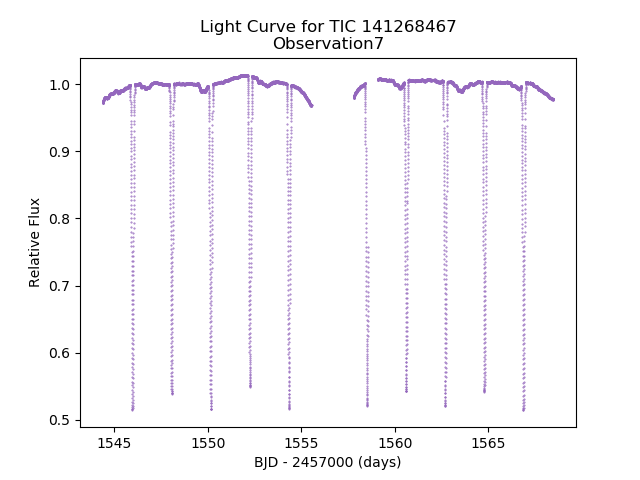 Light Curve for TIC 141268467
Observation7
1.0
0.9
0.8
0.7
0.6
0.5
Relative Flux
1545
1550
1555
1560
1565
BJD - 2457000 (days)